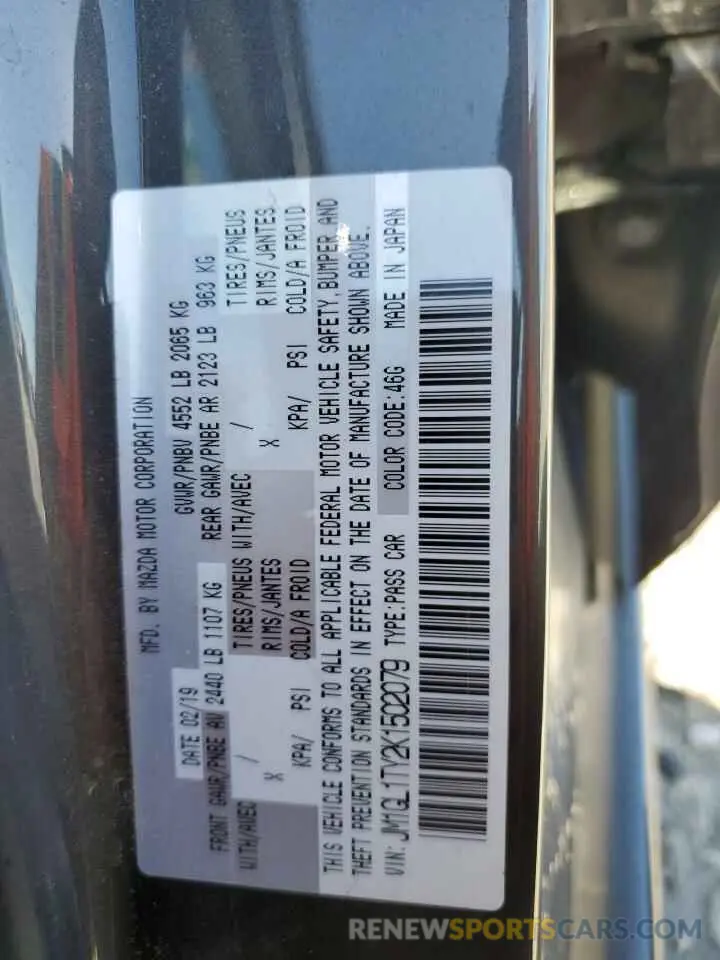 MFD. BY MAZDA MOTOR CORPORATION
DATE 02/19 GVWR/PNBV 4552 LB 2065 KG
FRONT GAWR/PNBE AV 2440 LB 1107 KG REAR GAWR/PNBE AR 2123 LB 963 KG
WITH/AVEC / TIRES/PNEUS WITH/AVEC / TIRES/PNEUS
X RIMS/JANTES X RIMS/JANTES
KPA/ PSI COLD/A FROID KPA/ PSI COLD/A FROID
THIS VEHICLE CONFORMS TO ALL APPLICABLE FEDERAL MOTOR VEHICLE SAFETY, BUMPER AND
THEFT PREVENTION STANDARDS IN EFFECT ON THE DATE OF MANUFACTURE SHOWN ABOVE.
VIN: JM1GL1TY2K1502079 TYPE:PASS CAR COLOR CODE:46G MADE IN JAPAN
RENEWSPORTSCARS.COM